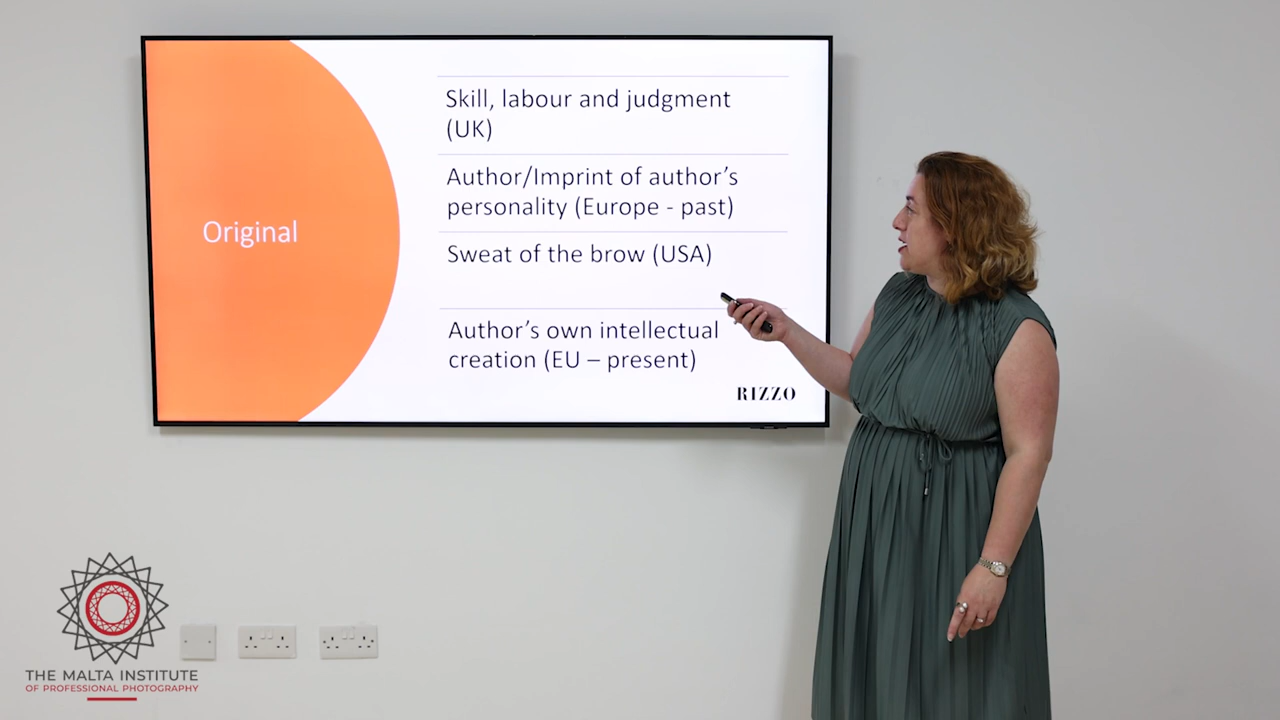 Original
Skill, labour and judgment
(UK)
Author/Imprint of author’s
personality (Europe - past)
Sweat of the brow (USA)
Author’s own intellectual
creation (EU – present)
RIZZO
THE MALTA INSTITUTE
OF PROFESSIONAL PHOTOGRAPHY